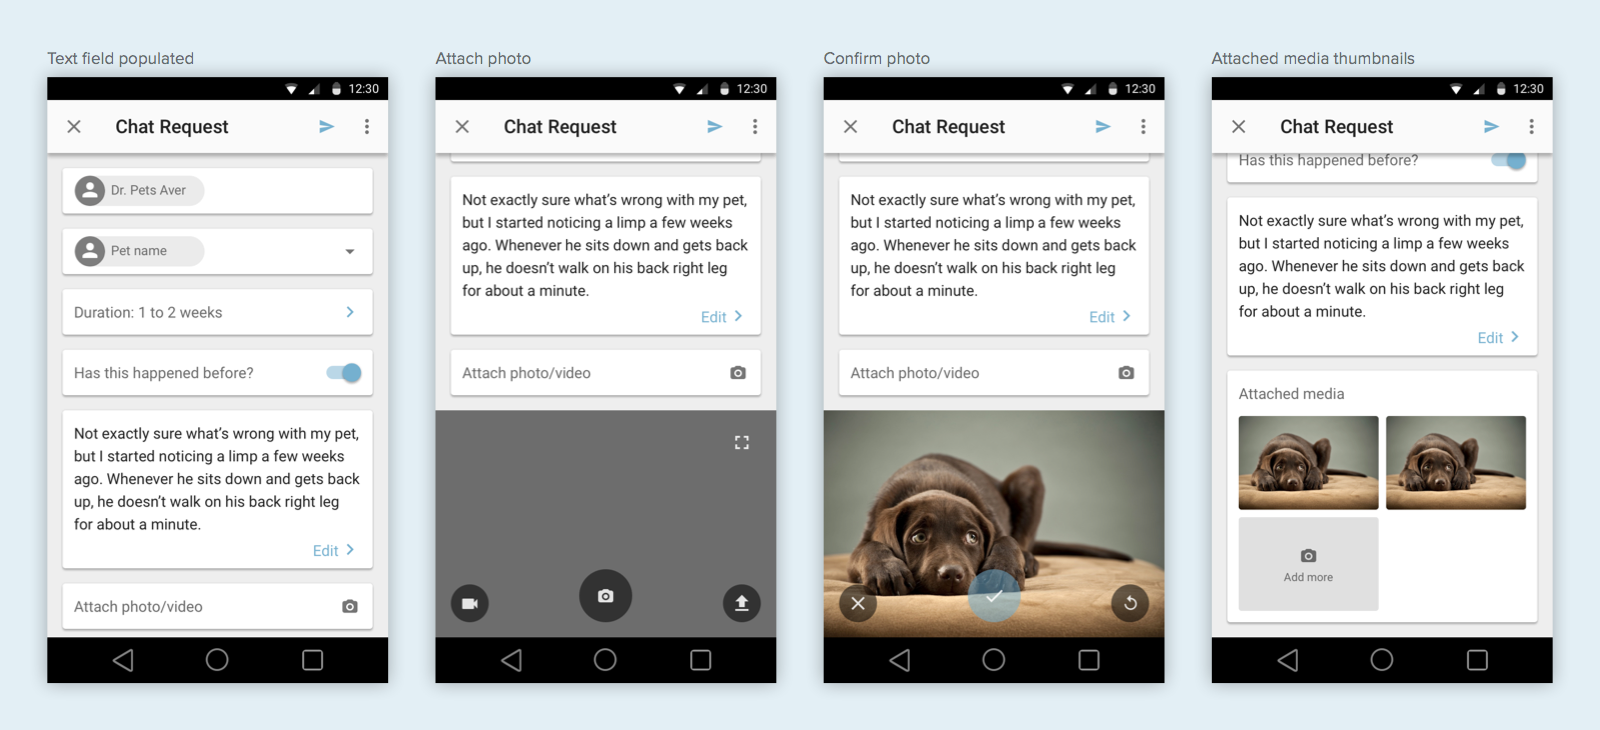 Text field populated
12:30
Chat Request
Dr. Pets Aver
Pet name
Duration: 1 to 2 weeks
Has this happened before?
Not exactly sure what's wrong with my pet,
but I started noticing a limp a few weeks
ago. Whenever he sits down and gets back
up, he doesn't walk on his back right leg
for about a minute.
Edit
Attach photo/video
Attach photo
12:30
Chat Request
Not exactly sure what's wrong with my pet,
but I started noticing a limp a few weeks
ago. Whenever he sits down and gets back
up, he doesn't walk on his back right leg
for about a minute.
Edit
Attach photo/video
Confirm photo
12:30
Chat Request
Not exactly sure what's wrong with my pet,
but I started noticing a limp a few weeks
ago. Whenever he sits down and gets back
up, he doesn't walk on his back right leg
for about a minute.
Edit
Attach photo/video
Attached media thumbnails
12:30
Chat Request
Has this happened before?
Not exactly sure what's wrong with my pet,
but I started noticing a limp a few weeks
ago. Whenever he sits down and gets back
up, he doesn't walk on his back right leg
for about a minute.
Edit
Attached media
Add more